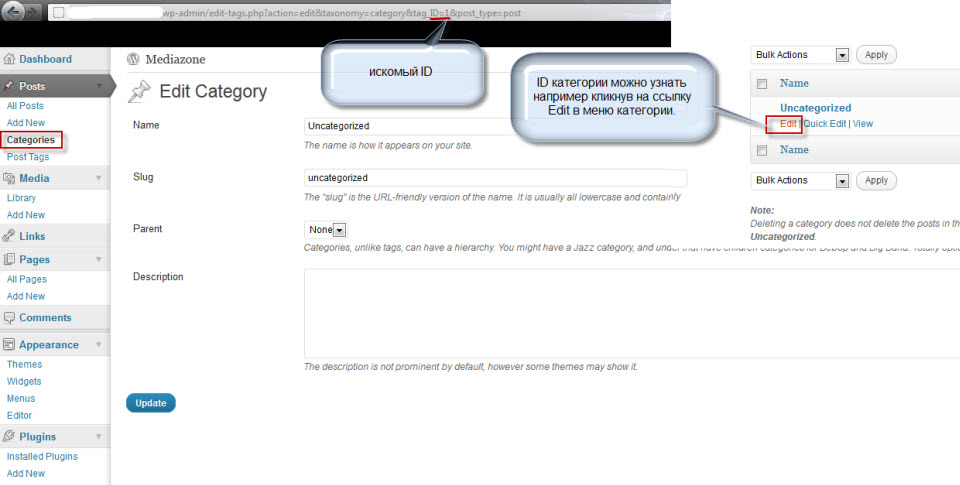 wp-admin/edit-tags.php?action=edit&taxonomy=category&tag_ID=1&post_type=post
искомый ID
ID категории можно узнать
например кликнув на ссылку
Edit в меню категории.
Dashboard
Posts
All Posts
Add New
Categories
Post Tags
Media
Library
Add New
Links
Pages
All Pages
Add New
Comments
Appearance
Themes
Widgets
Menus
Editor
Plugins
Installed Plugins
Add New
Mediazone
Edit Category
Name
Uncategorized
The name is how it appears on your site.
Slug
uncategorized
The “slug” is the URL-friendly version of the name. It is usually all lowercase and contains only
Parent
None
Categories, unlike tags, can have a hierarchy. You might have a Jazz category, and under that have children categories for Bebop and Big Band. Totally optional
Description
The description is not prominent by default, however some themes may show it.
Update
Bulk Actions
Apply
Name
Uncategorized
Edit | Quick Edit | View
Name
Bulk Actions
Apply
Note:
Deleting a category does not delete the posts in th
Uncategorized.